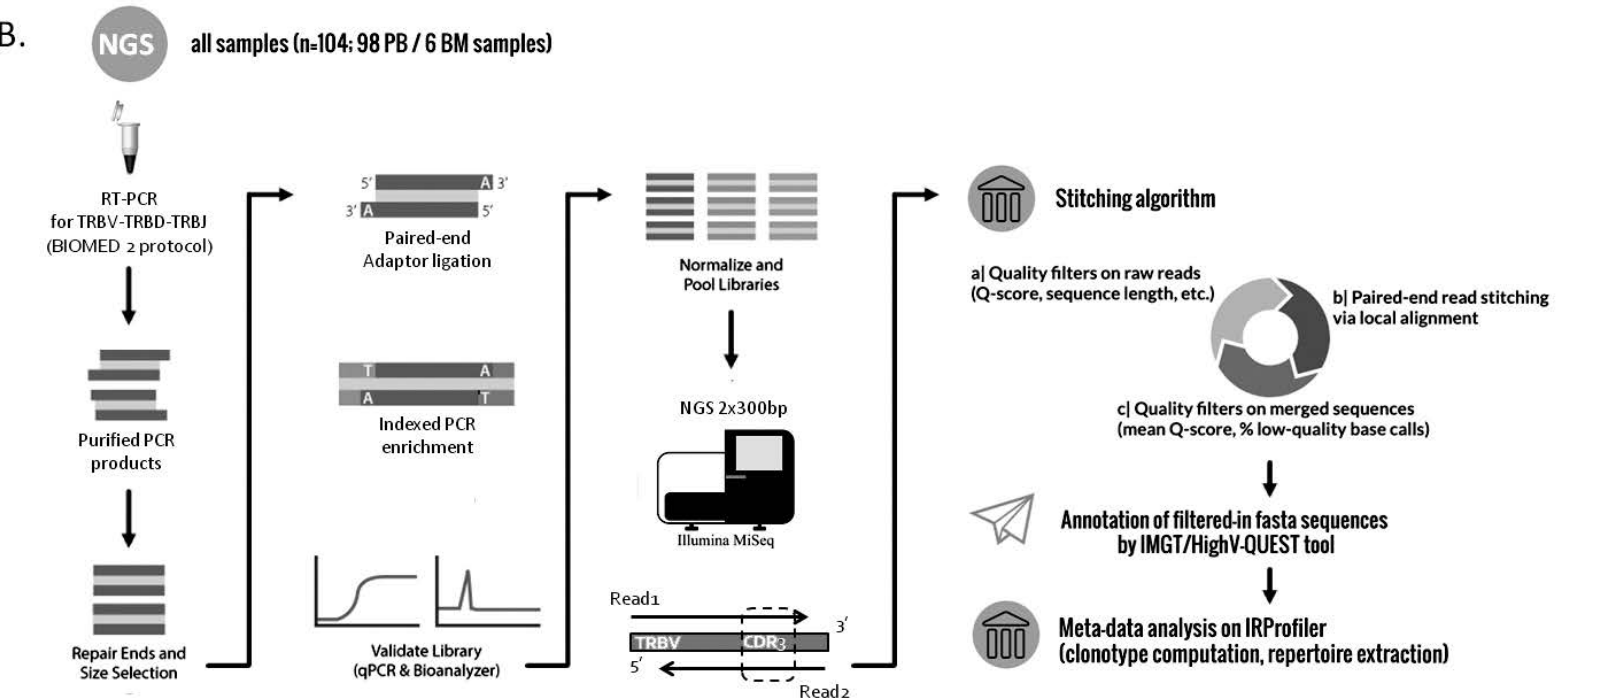 B.
NGS
all samples (n=104; 98 PB / 6 BM samples)
RT-PCR
for TRBV-TRBD-TRBJ
(BIOMED 2 protocol)
Purified PCR
products
Repair Ends and
Size Selection
5′ A 3′
3′ A 5′
Paired-end
Adaptor ligation
T A
A T
Indexed PCR
enrichment
Validate Library
(qPCR & Bioanalyzer)
Normalize and
Pool Libraries
NGS 2x300bp
Illumina MiSeq
Read1
3′
TRBV CDR3
5′
Read2
Stitching algorithm
a| Quality filters on raw reads
(Q-score, sequence length, etc.)
b| Paired-end read stitching
via local alignment
c| Quality filters on merged sequences
(mean Q-score, % low-quality base calls)
Annotation of filtered-in fasta sequences
by IMGT/HighV-QUEST tool
Meta-data analysis on IRProfiler
(clonotype computation, repertoire extraction)